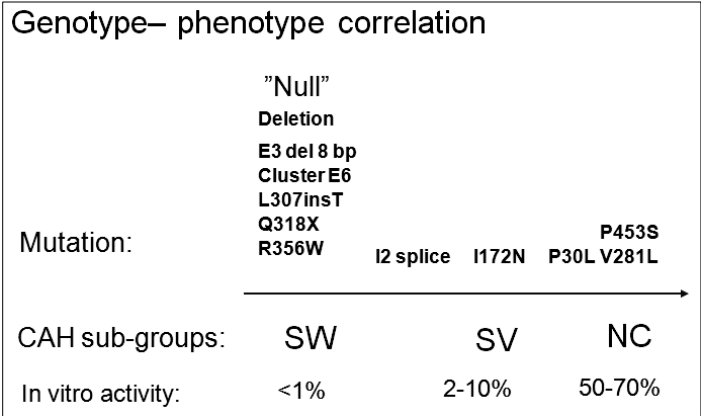 Genotype– phenotype correlation
”Null”
Deletion
E3 del 8 bp
Cluster E6
L307insT
Q318X
Mutation: R356W I2 splice I172N P30L V281L
P453S
CAH sub-groups: SW SV NC
In vitro activity: <1% 2-10% 50-70%